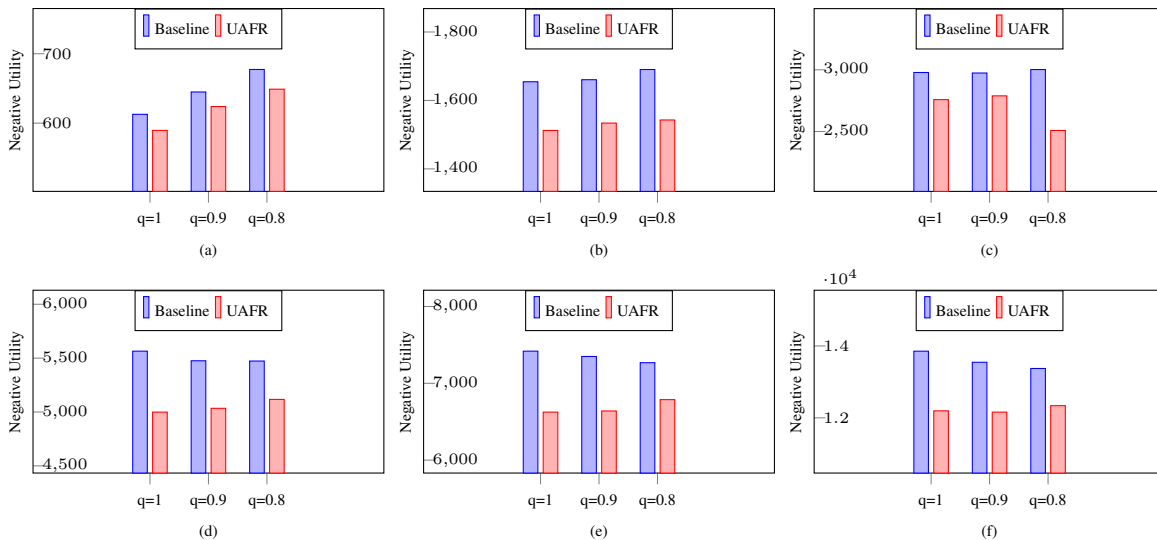 Baseline UAFR
Negative Utility
700
600
q=1 q=0.9 q=0.8
(a)
Baseline UAFR
Negative Utility
1,800
1,600
1,400
q=1 q=0.9 q=0.8
(b)
Baseline UAFR
Negative Utility
3,000
2,500
q=1 q=0.9 q=0.8
(c)
Baseline UAFR
Negative Utility
6,000
5,500
5,000
4,500
q=1 q=0.9 q=0.8
(d)
Baseline UAFR
Negative Utility
8,000
7,000
6,000
q=1 q=0.9 q=0.8
(e)
·10⁴
Baseline UAFR
Negative Utility
1.4
1.2
q=1 q=0.9 q=0.8
(f)